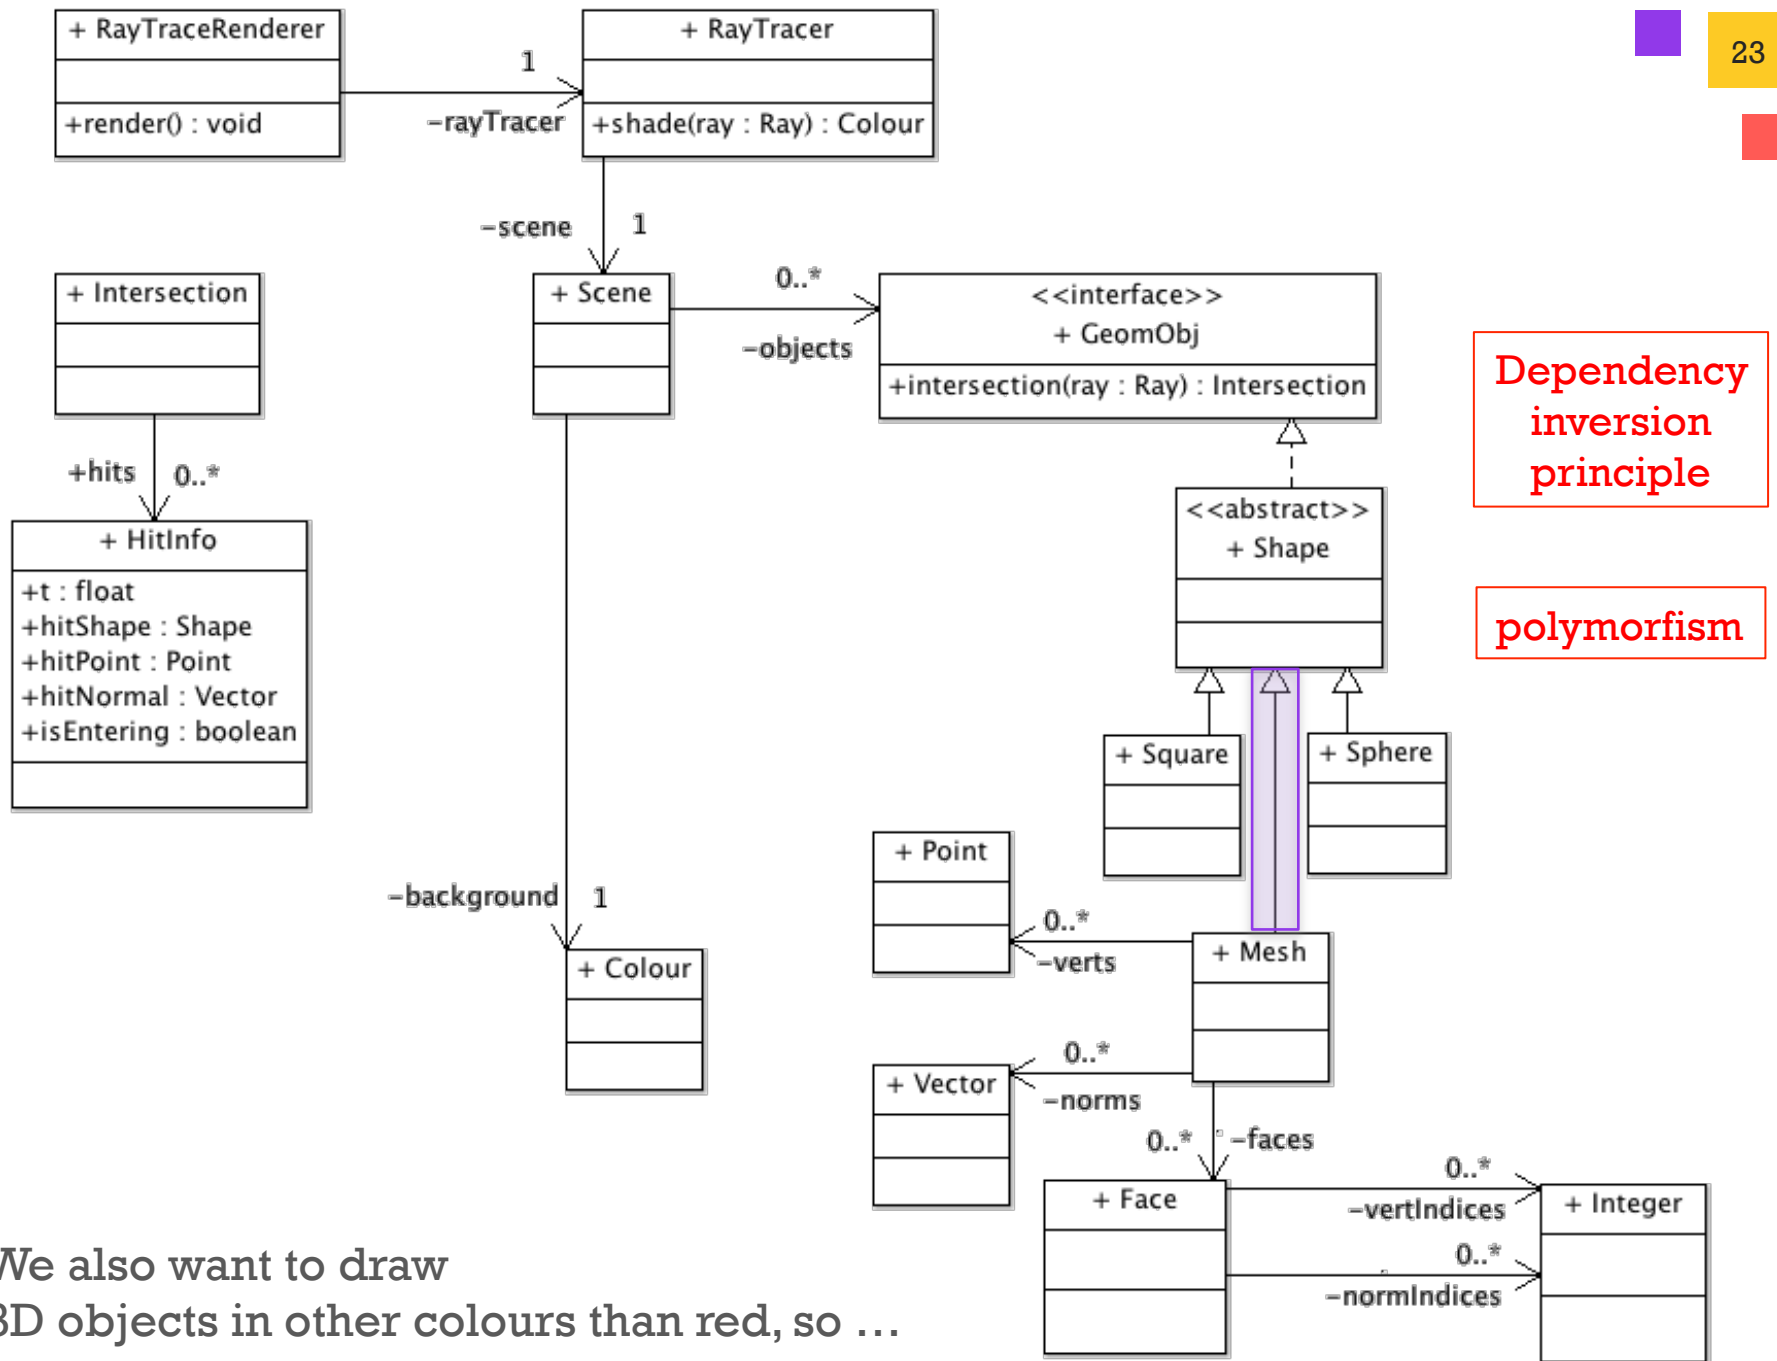 23
+ RayTraceRenderer
+render() : void
1
-rayTracer
+ RayTracer
+shade(ray : Ray) : Colour
-scene
1
+ Intersection
+hits
0..*
+ HitInfo
+t : float
+hitShape : Shape
+hitPoint : Point
+hitNormal : Vector
+isEntering : boolean
+ Scene
0..*
-objects
<<interface>>
+ GeomObj
+intersection(ray : Ray) : Intersection
Dependency
inversion
principle
<<abstract>>
+ Shape
polymorfism
+ Square
+ Sphere
-background
1
+ Colour
+ Point
0..*
-verts
+ Mesh
+ Vector
0..*
-norms
0..*
-faces
+ Face
0..*
-vertIndices
0..*
-normIndices
+ Integer
We also want to draw
3D objects in other colours than red, so …